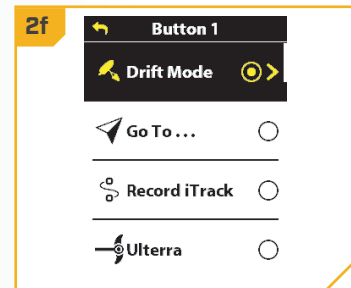 2f
Button 1
Drift Mode
Go To ...
Record iTrack
Ulterra